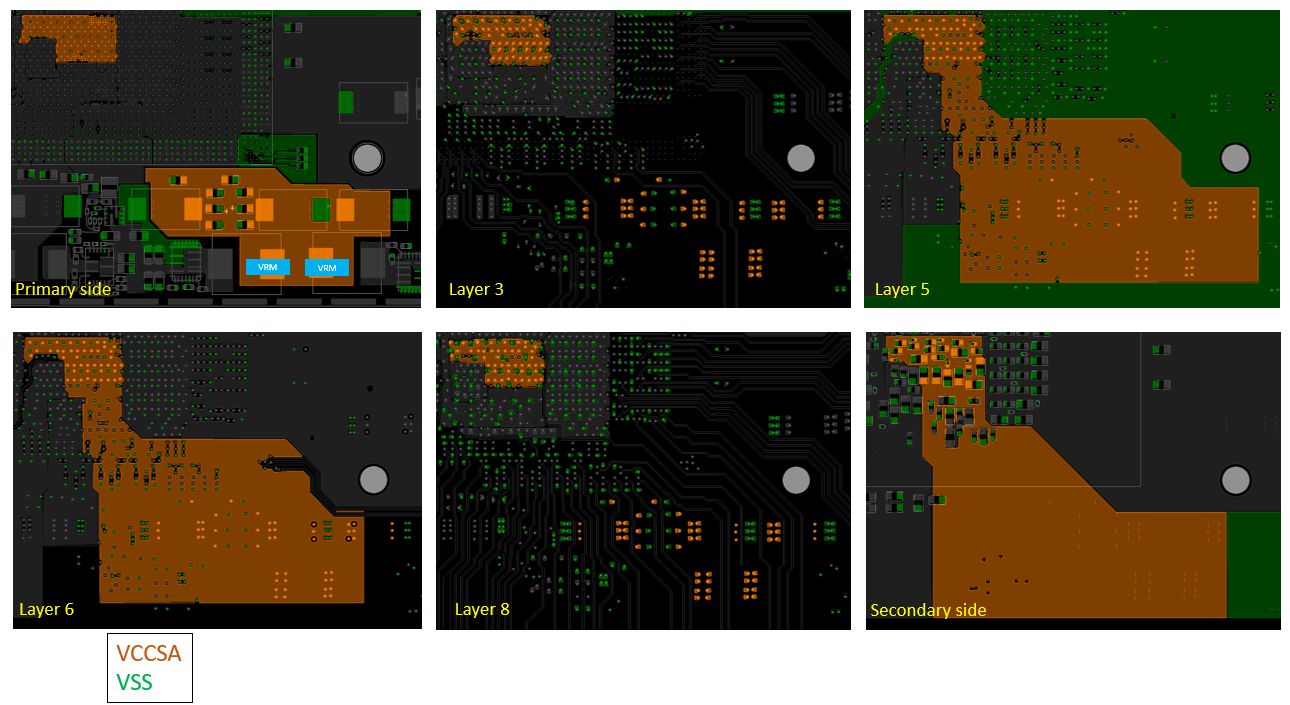 VRM
VRM
Primary side
Layer 3
Layer 5
Layer 6
Layer 8
Secondary side
VCCSA
VSS